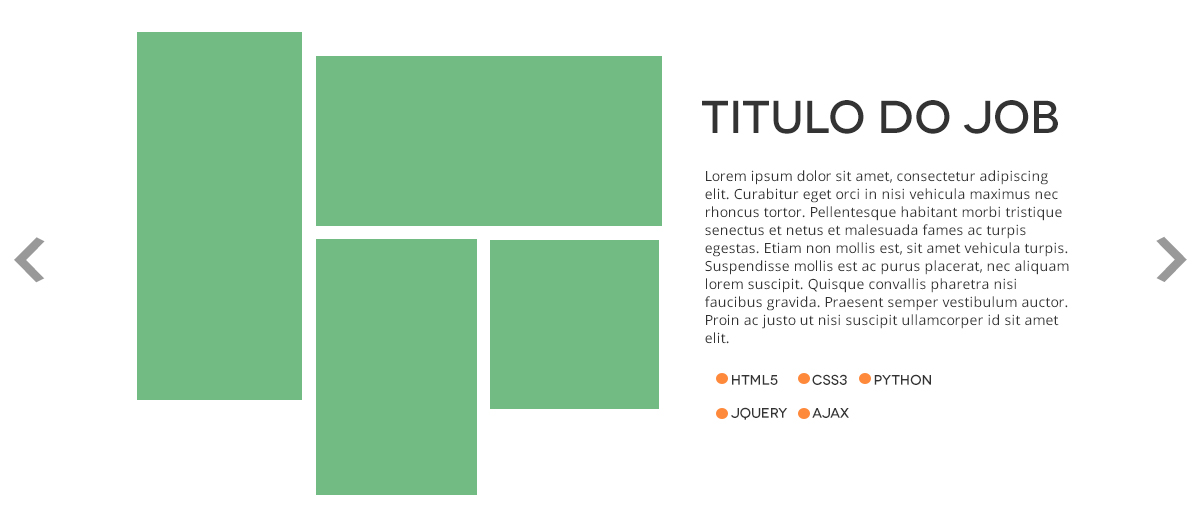 TITULO DO JOB
Lorem ipsum dolor sit amet, consectetur adipiscing
elit. Curabitur eget orci in nisi vehicula maximus nec
rhoncus tortor. Pellentesque habitant morbi tristique
senectus et netus et malesuada fames ac turpis
egestas. Etiam non mollis est, sit amet vehicula turpis.
Suspendisse mollis est ac purus placerat, nec aliquam
lorem suscipit. Quisque convallis pharetra nisi
faucibus gravida. Praesent semper vestibulum auctor.
Proin ac justo ut nisi suscipit ullamcorper id sit amet
elit.
HTML5 CSS3 PYTHON
JQUERY AJAX